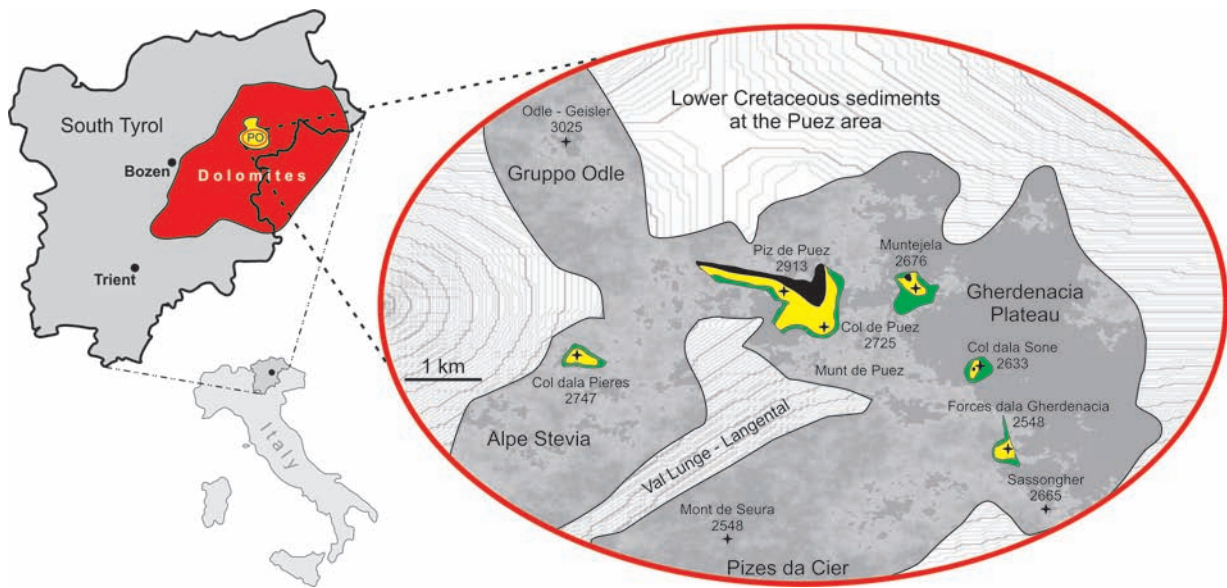 South Tyrol
PO
Bozen
Dolomites
Trient
Italy
Lower Cretaceous sediments
at the Puez area
Odle - Geisler
3025
Gruppo Odle
Piz de Puez
2913
Muntejela
2676
Gherdenacia
Plateau
Col de Puez
2725
1 km
Col dala Pieres
2747
Munt de Puez
Col dala Sone
2633
Forces dala Gherdenacia
2548
Alpe Stevia
Val Lunge - Langental
Sassongher
2665
Mont de Seura
2548
Pizes da Cier